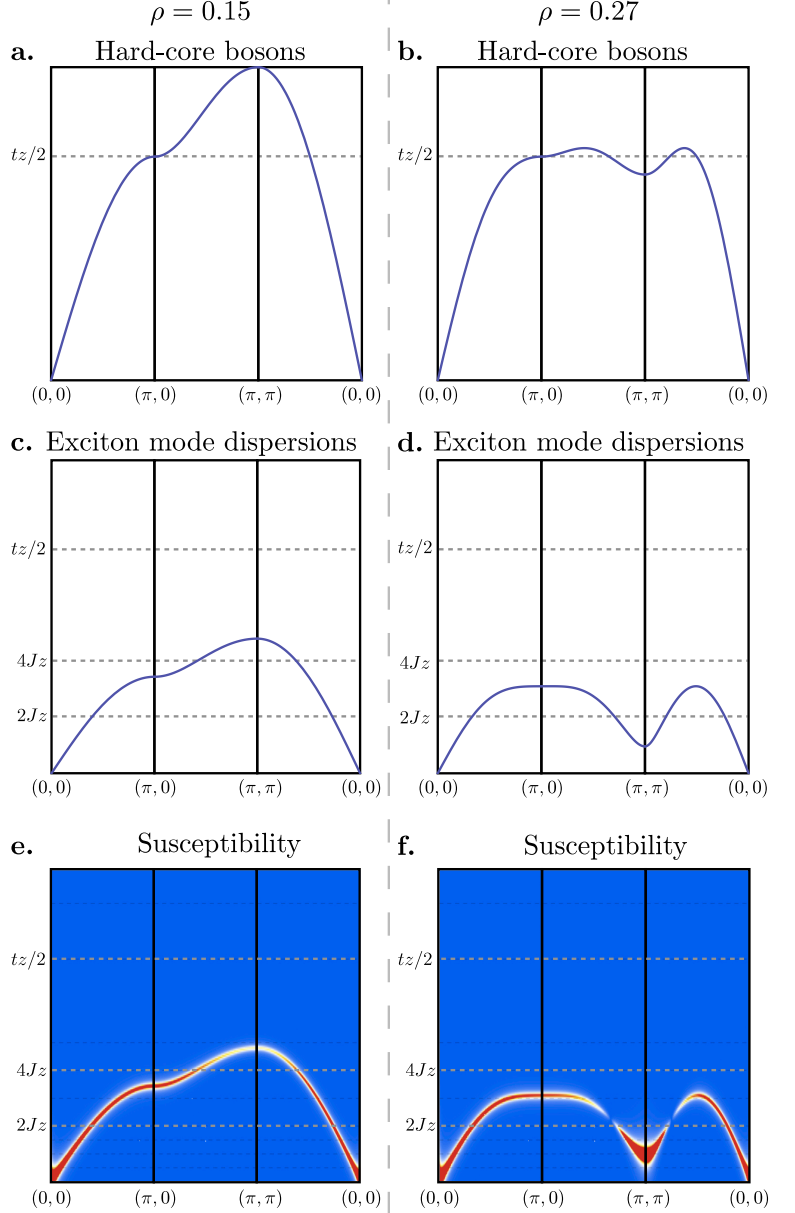 ρ = 0.15
ρ = 0.27
a. Hard-core bosons
b. Hard-core bosons
tz/2
tz/2
(0, 0) (π, 0) (π, π) (0, 0)
(0, 0) (π, 0) (π, π) (0, 0)
c. Exciton mode dispersions
d. Exciton mode dispersions
tz/2
4Jz
2Jz
tz/2
4Jz
2Jz
(0, 0) (π, 0) (π, π) (0, 0)
(0, 0) (π, 0) (π, π) (0, 0)
e. Susceptibility
f. Susceptibility
tz/2
4Jz
2Jz
tz/2
4Jz
2Jz
(0, 0) (π, 0) (π, π) (0, 0)
(0, 0) (π, 0) (π, π) (0, 0)